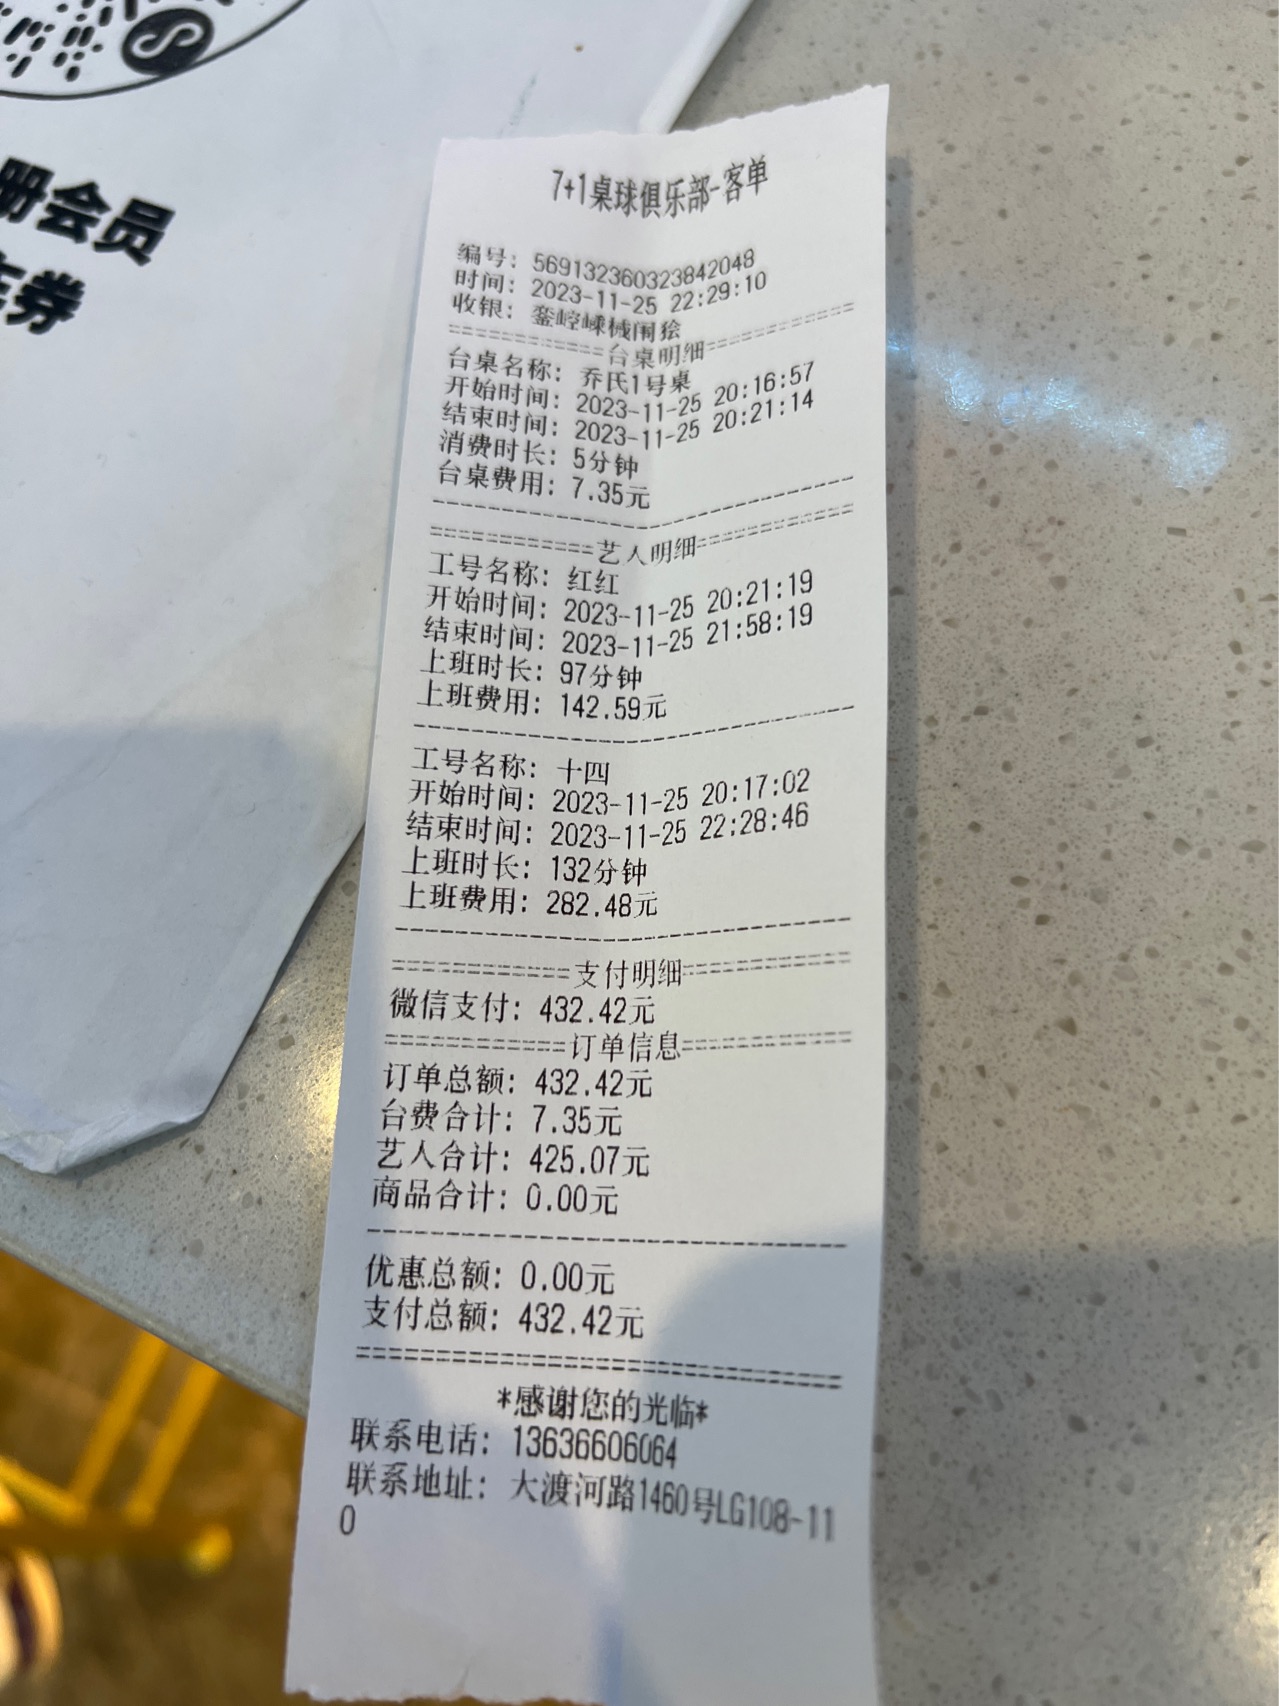 册会员
券
7+1桌球俱乐部-客单
编号: 569132360323842048
时间: 2023-11-25 22:29:10
收银:
===========台桌明细===========
台桌名称: 乔氏1号桌
开始时间: 2023-11-25 20:16:57
结束时间: 2023-11-25 20:21:14
消费时长: 5分钟
台桌费用: 7.35元
===========艺人明细===========
工号名称: 红红
开始时间: 2023-11-25 20:21:19
结束时间: 2023-11-25 21:58:19
上班时长: 97分钟
上班费用: 142.59元
工号名称: 十四
开始时间: 2023-11-25 20:17:02
结束时间: 2023-11-25 22:28:46
上班时长: 132分钟
上班费用: 282.48元
===========支付明细===========
微信支付: 432.42元
===========订单信息===========
订单总额: 432.42元
台费合计: 7.35元
艺人合计: 425.07元
商品合计: 0.00元
优惠总额: 0.00元
支付总额: 432.42元
*感谢您的光临*
联系电话: 13636606064
联系地址: 大渡河路1460号LG108-11
0